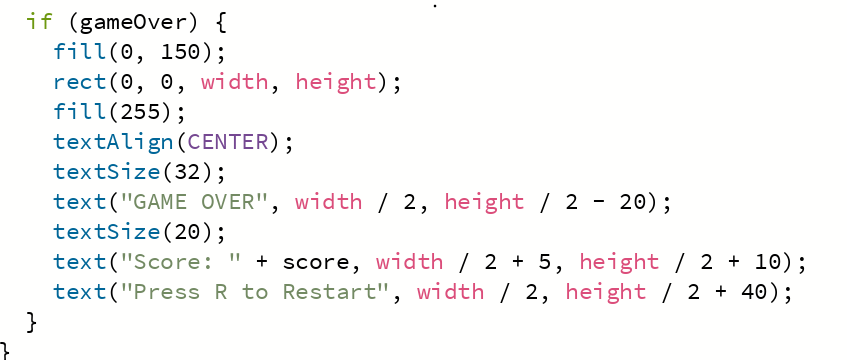 if (gameOver) {
fill(0, 150);
rect(0, 0, width, height);
fill(255);
textAlign(CENTER);
textSize(32);
text("GAME OVER", width / 2, height / 2 - 20);
textSize(20);
text("Score: " + score, width / 2 + 5, height / 2 + 10);
text("Press R to Restart", width / 2, height / 2 + 40);
}
}